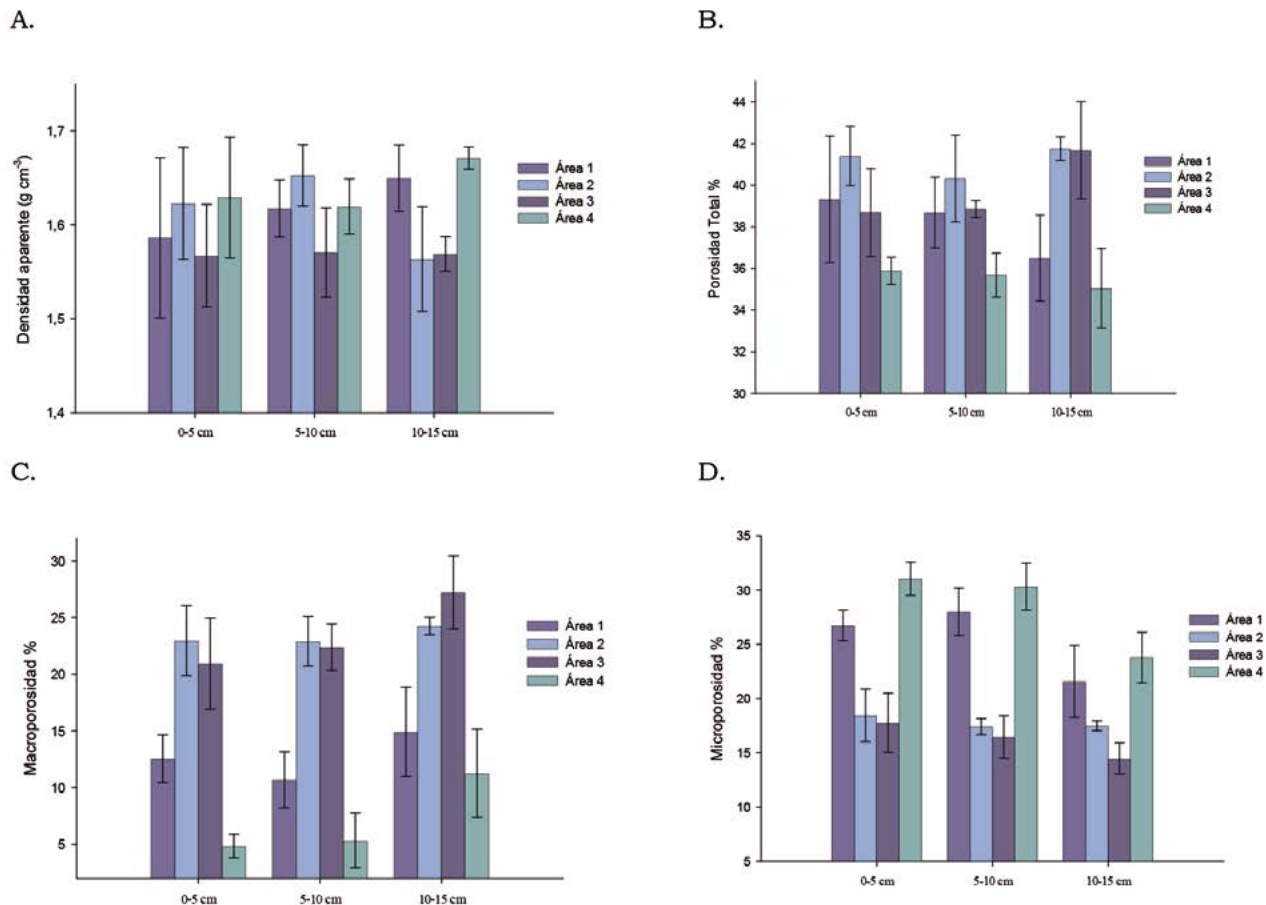 A.
Densidad aparente (g cm-3)
1,7
1,6
1,5
1,4
0-5 cm
5-10 cm
10-15 cm
Área 1
Área 2
Área 3
Área 4
B.
Porosidad Total %
44
42
40
38
36
34
32
30
0-5 cm
5-10 cm
10-15 cm
Área 1
Área 2
Área 3
Área 4
C.
Macroporosidad %
30
25
20
15
10
5
0-5 cm
5-10 cm
10-15 cm
Área 1
Área 2
Área 3
Área 4
D.
Microporosidad %
35
30
25
20
15
10
5
0-5 cm
5-10 cm
10-15 cm
Área 1
Área 2
Área 3
Área 4